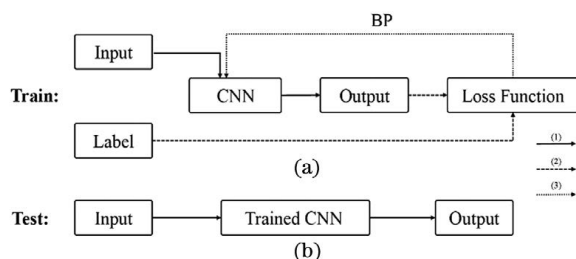 BP
Input
Train:
CNN
Output
Loss Function
Label
(1)
(2)
(3)
(a)
Test:
Input
Trained CNN
Output
(b)